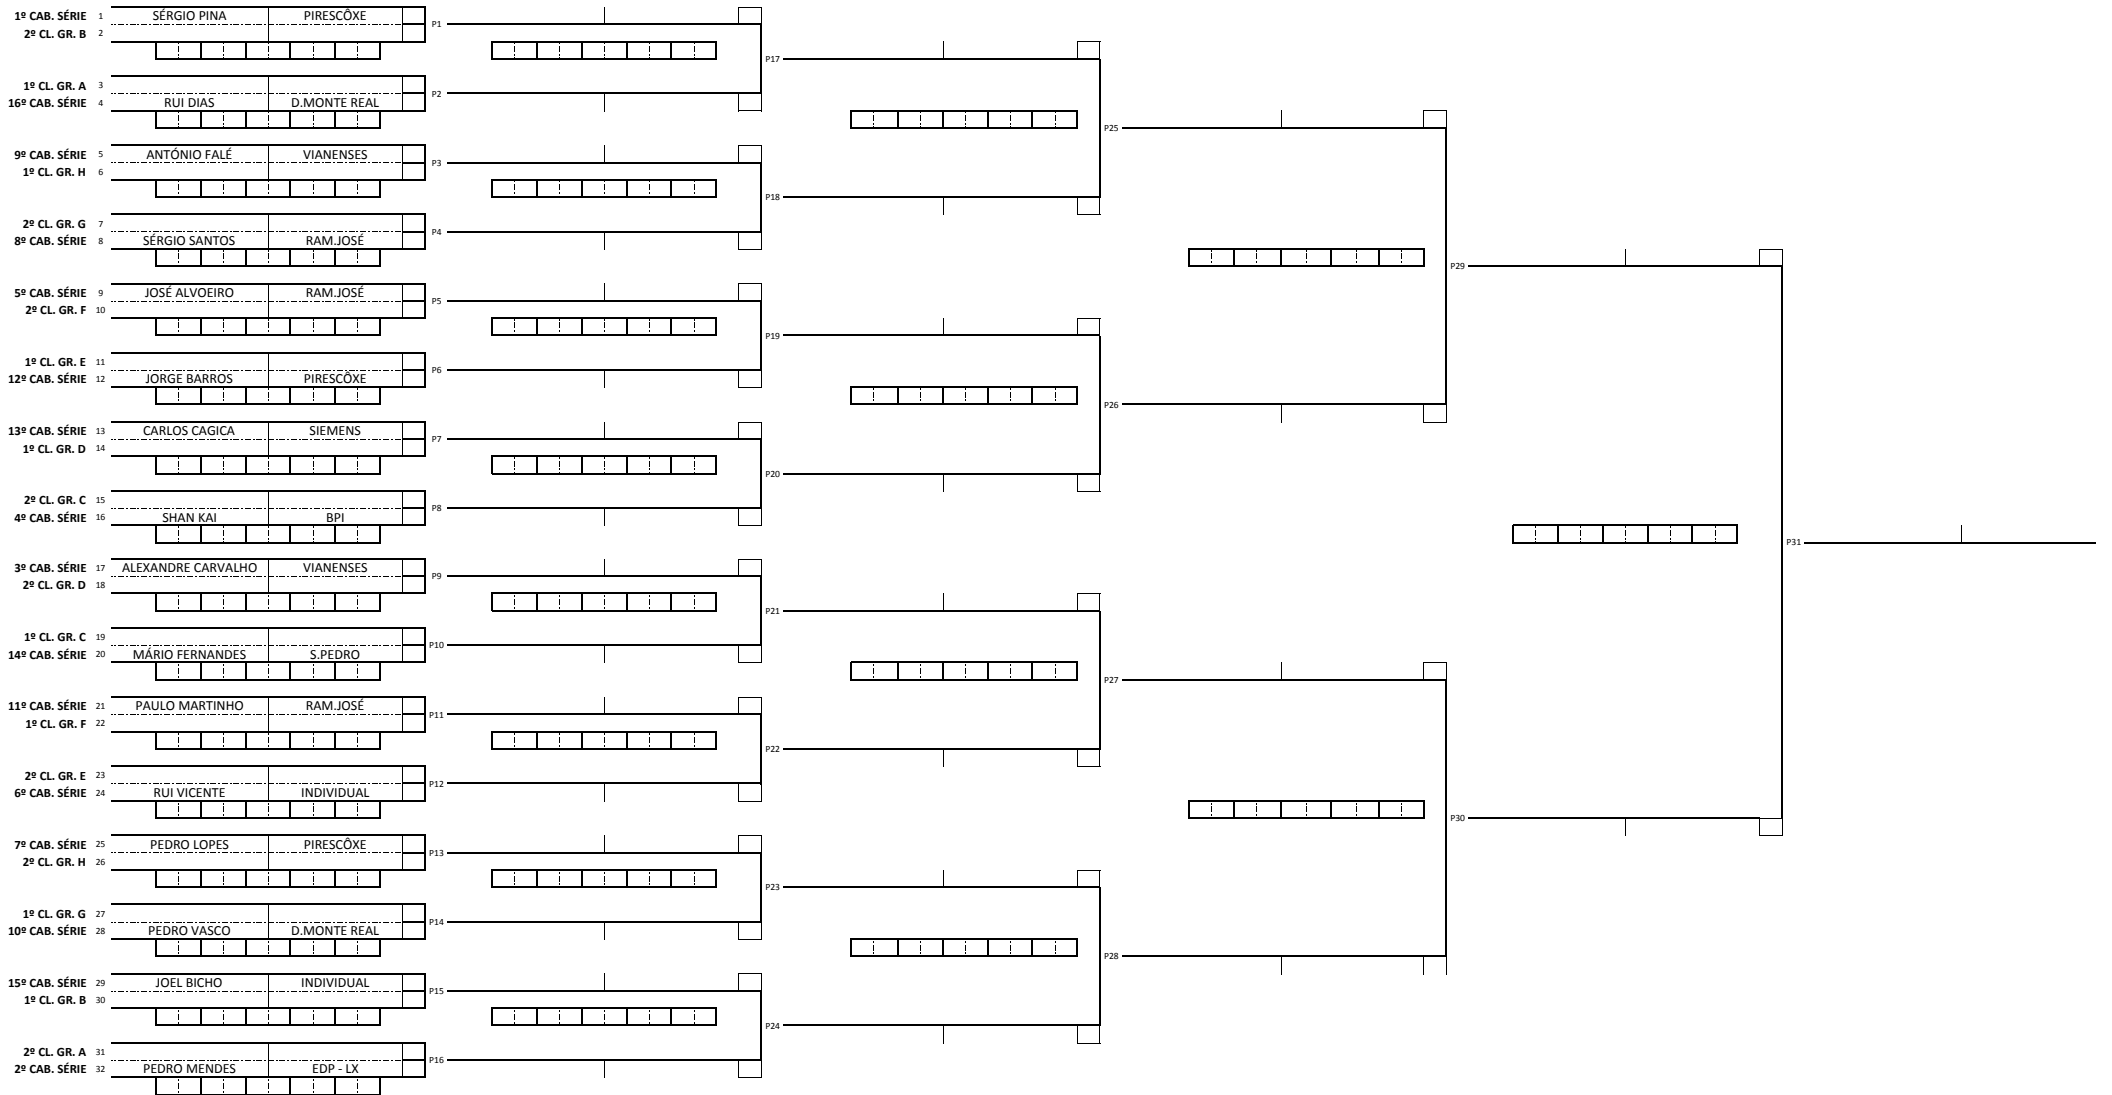 1º CAB. SÉRIE 1 SÉRGIO PINA PIRESCÔXE
P1
2º CL. GR. B 2
P17
1º CL. GR. A 3
P2
16º CAB. SÉRIE 4 RUI DIAS D.MONTE REAL
P25
9º CAB. SÉRIE 5 ANTÓNIO FALÉ VIANENSES
P3
1º CL. GR. H 6
P18
2º CL. GR. G 7
P4
8º CAB. SÉRIE 8 SÉRGIO SANTOS RAM.JOSÉ
P29
5º CAB. SÉRIE 9 JOSÉ ALVOEIRO RAM.JOSÉ
P5
2º CL. GR. F 10
P19
1º CL. GR. E 11
P6
12º CAB. SÉRIE 12 JORGE BARROS PIRESCÔXE
P26
13º CAB. SÉRIE 13 CARLOS CAGICA SIEMENS
P7
1º CL. GR. D 14
P20
2º CL. GR. C 15
P8
4º CAB. SÉRIE 16 SHAN KAI BPI
P31
3º CAB. SÉRIE 17 ALEXANDRE CARVALHO VIANENSES
P9
2º CL. GR. D 18
P21
1º CL. GR. C 19
P10
14º CAB. SÉRIE 20 MÁRIO FERNANDES S.PEDRO
P27
11º CAB. SÉRIE 21 PAULO MARTINHO RAM.JOSÉ
P11
1º CL. GR. F 22
P22
2º CL. GR. E 23
P12
6º CAB. SÉRIE 24 RUI VICENTE INDIVIDUAL
P30
7º CAB. SÉRIE 25 PEDRO LOPES PIRESCÔXE
P13
2º CL. GR. H 26
P23
1º CL. GR. G 27
P14
10º CAB. SÉRIE 28 PEDRO VASCO D.MONTE REAL
P28
15º CAB. SÉRIE 29 JOEL BICHO INDIVIDUAL
P15
1º CL. GR. B 30
P24
2º CL. GR. A 31
P16
2º CAB. SÉRIE 32 PEDRO MENDES EDP - LX